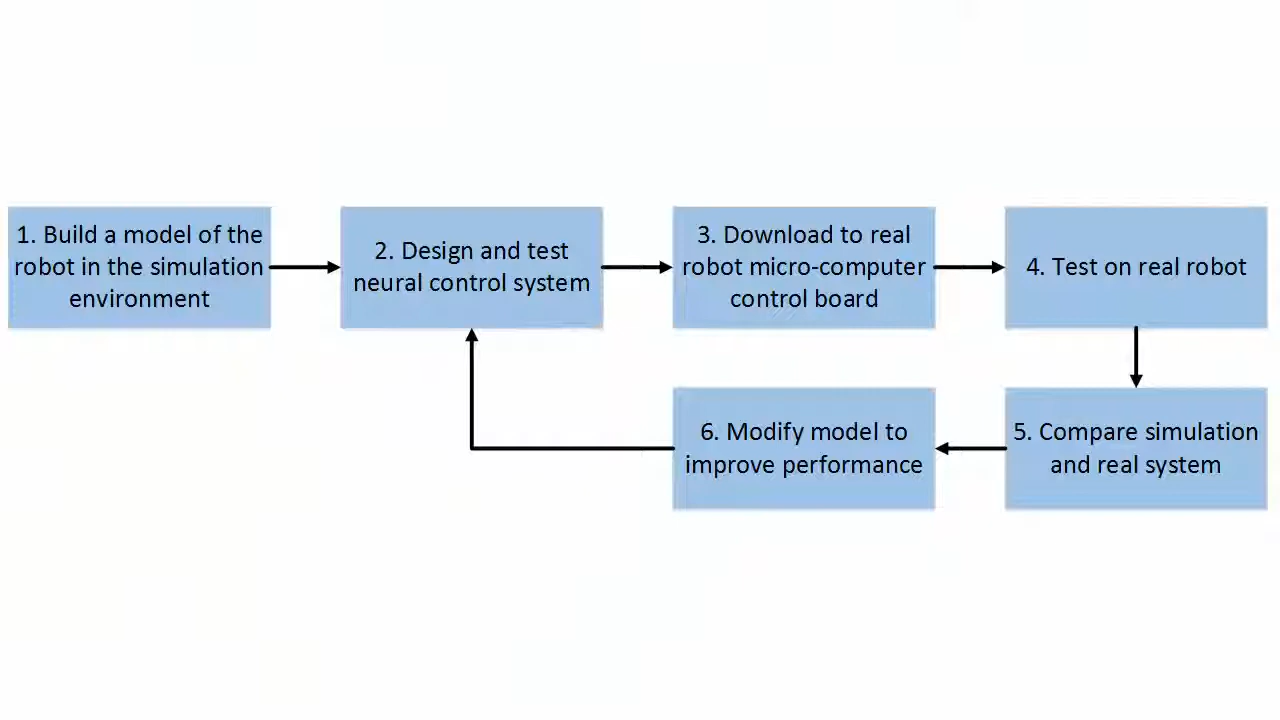 1. Build a model of the
robot in the simulation
environment
2. Design and test
neural control system
3. Download to real
robot micro-computer
control board
4. Test on real robot
5. Compare simulation
and real system
6. Modify model to
improve performance